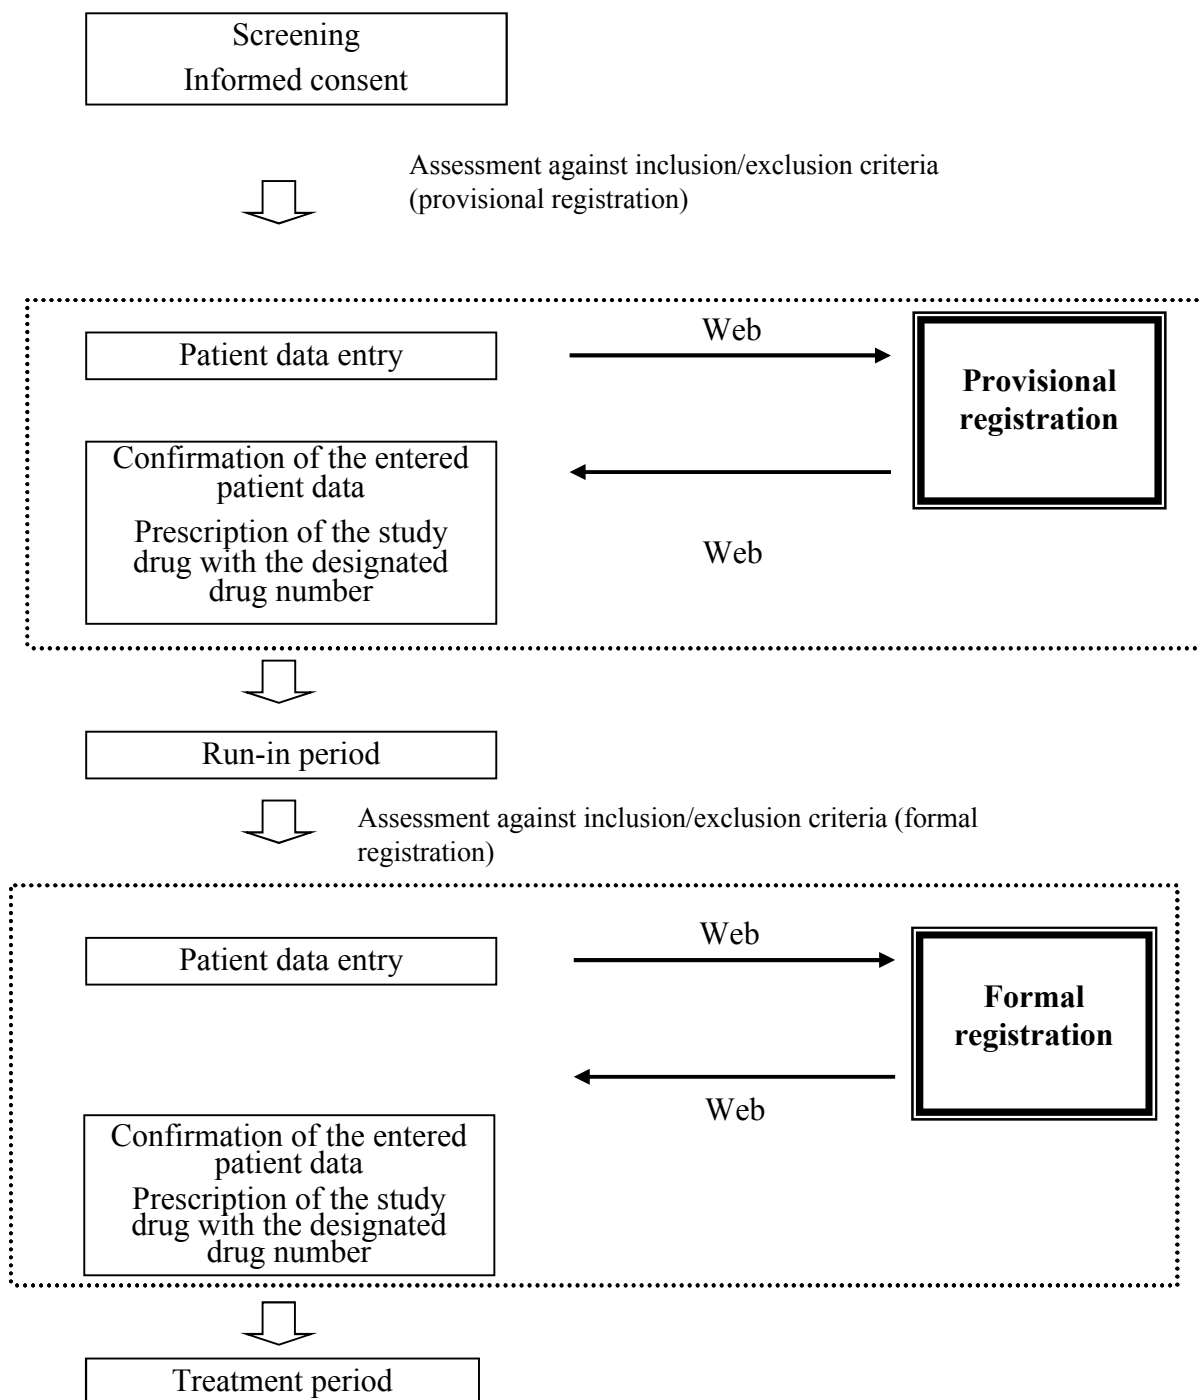 Screening
Informed consent
Assessment against inclusion/exclusion criteria
(provisional registration)
Patient data entry
Web
Provisional
registration
Confirmation of the entered
patient data
Prescription of the study
drug with the designated
drug number
Web
Run-in period
Assessment against inclusion/exclusion criteria (formal
registration)
Patient data entry
Web
Formal
registration
Web
Confirmation of the entered
patient data
Prescription of the study
drug with the designated
drug number
Treatment period